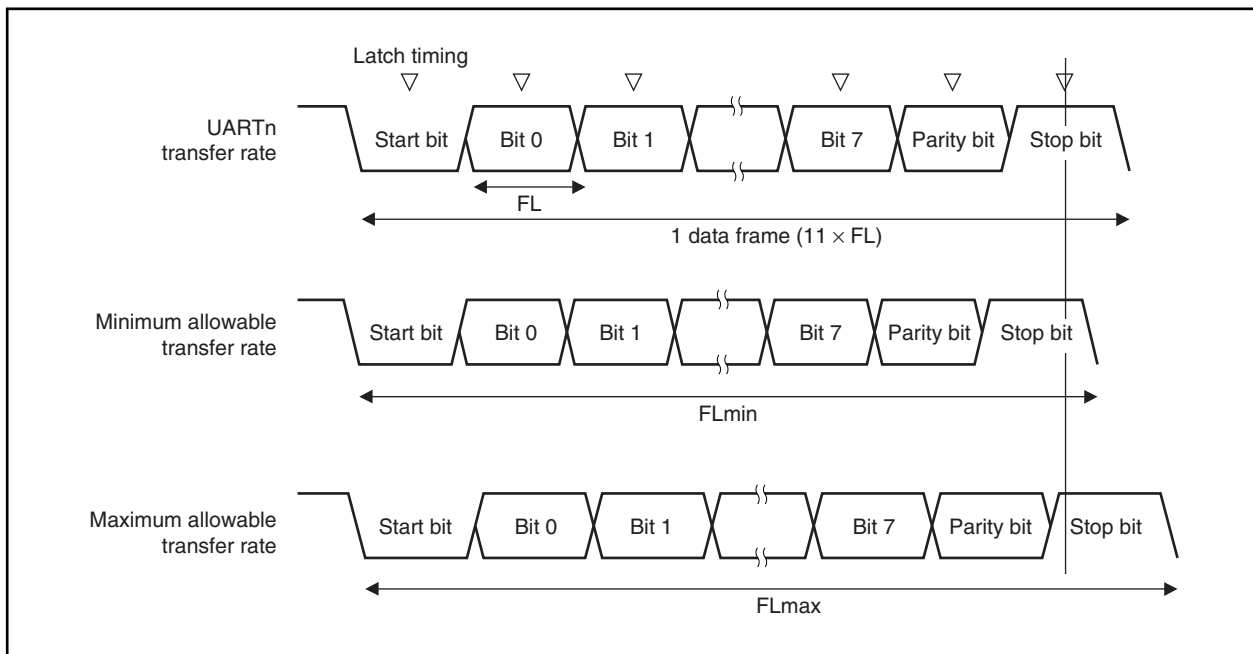 Latch timing
UARTn
transfer rate
Start bit
Bit 0
Bit 1
Bit 7
Parity bit
Stop bit
FL
1 data frame (11 × FL)
Minimum allowable
transfer rate
Start bit
Bit 0
Bit 1
Bit 7
Parity bit
Stop bit
FLmin
Maximum allowable
transfer rate
Start bit
Bit 0
Bit 1
Bit 7
Parity bit
Stop bit
FLmax